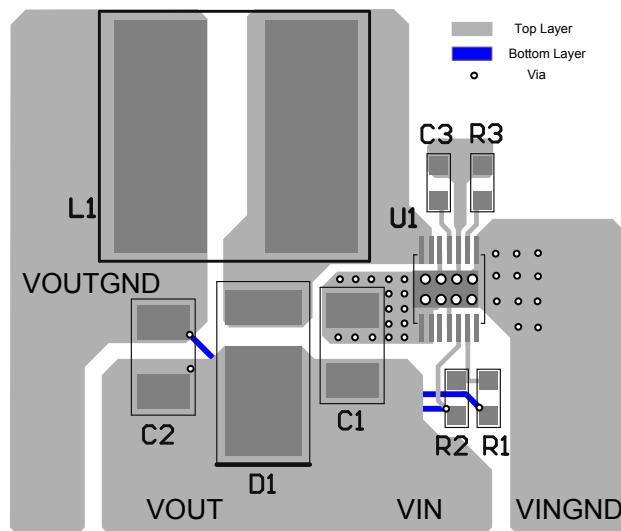 Top Layer
Bottom Layer
Via
C3 R3
L1
U1
VOUTGND
C2
C1
R2 R1
D1
VOUT
VIN
VINGND